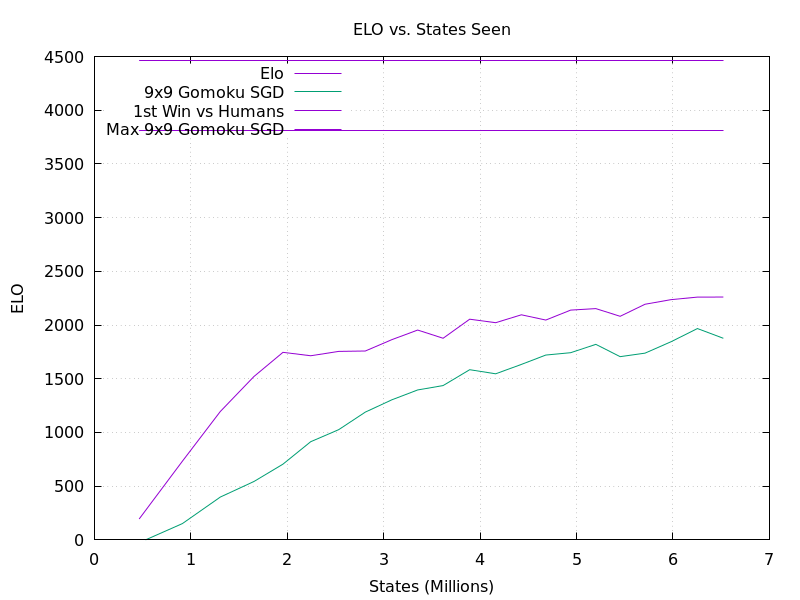 ELO vs. States Seen
4500
4000
3500
3000
2500
2000
1500
1000
500
0
ELO
Elo
9x9 Gomoku SGD
1st Win vs Humans
Max 9x9 Gomoku SGD
0 1 2 3 4 5 6 7
States (Millions)